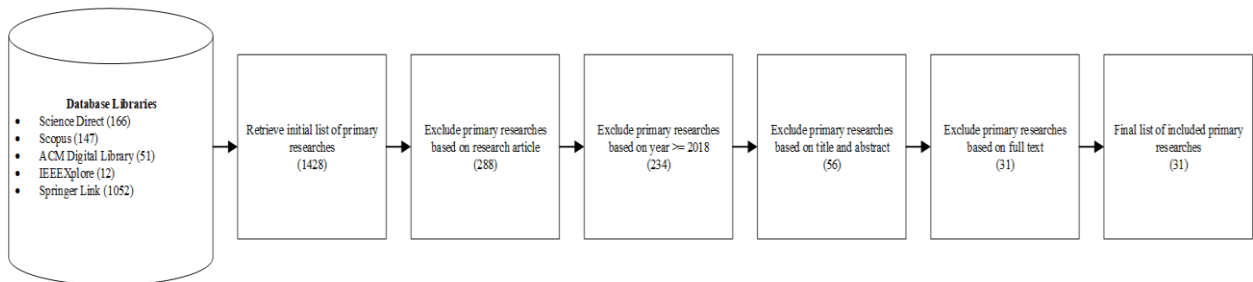 Database Libraries
• Science Direct (166)
• Scopus (147)
• ACM Digital Library (51)
• IEEEXplore (12)
• Springer Link (1052)
Retrieve initial list of primary
researches
(1428)
Exclude primary researches
based on research article
(288)
Exclude primary researches
based on year >= 2018
(234)
Exclude primary researches
based on title and abstract
(56)
Exclude primary researches
based on full text
(31)
Final list of included primary
researches
(31)